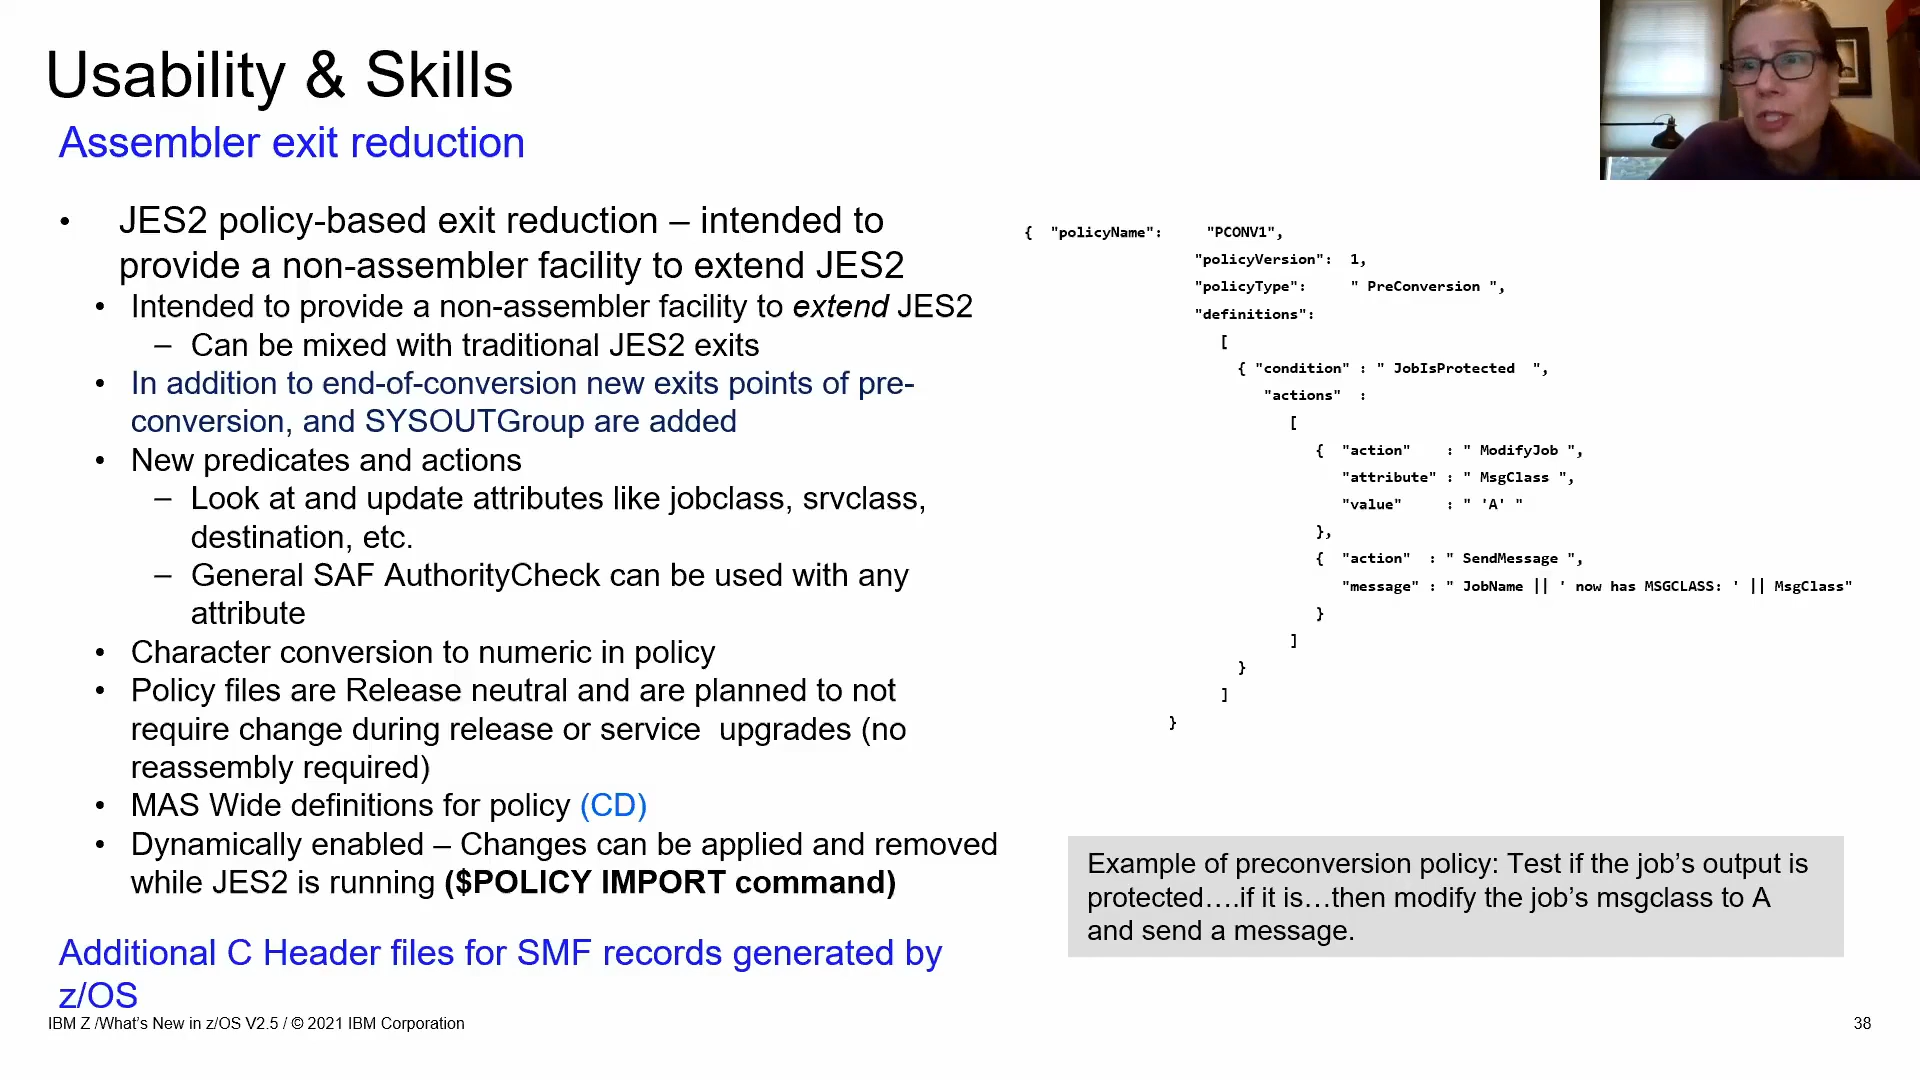 Usability & Skills
Assembler exit reduction
• JES2 policy-based exit reduction – intended to
provide a non-assembler facility to extend JES2
• Intended to provide a non-assembler facility to extend JES2
– Can be mixed with traditional JES2 exits
• In addition to end-of-conversion new exits points of pre-
conversion, and SYSOUTGroup are added
• New predicates and actions
– Look at and update attributes like jobclass, srvclass,
destination, etc.
– General SAF AuthorityCheck can be used with any
attribute
• Character conversion to numeric in policy
• Policy files are Release neutral and are planned to not
require change during release or service  upgrades (no
reassembly required)
• MAS Wide definitions for policy (CD)
• Dynamically enabled – Changes can be applied and removed
while JES2 is running ($POLICY IMPORT command)
Additional C Header files for SMF records generated by
z/OS
{ "policyName": "PCONV1",
"policyVersion": 1,
"policyType": " PreConversion ",
"definitions":
[
{ "condition" : " JobIsProtected  ",
"actions" :
[
{ "action" : " ModifyJob ",
"attribute" : " MsgClass ",
"value" : " 'A' "
},
{ "action" : " SendMessage ",
"message" : " JobName || ' now has MSGCLASS: ' || MsgClass"
}
]
}
]
}
Example of preconversion policy: Test if the job’s output is
protected….if it is…then modify the job’s msgclass to A
and send a message.
IBM Z /What’s New in z/OS V2.5 / © 2021 IBM Corporation
38